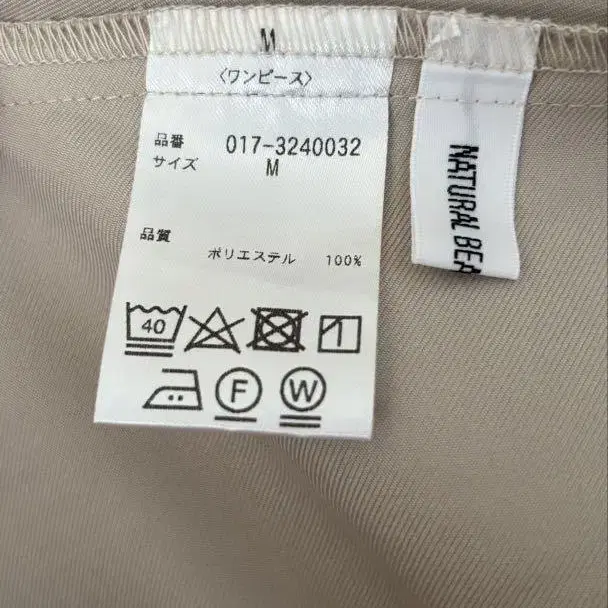 M
〈ワンピース〉
品番 017-3240032
サイズ M
品質
ポリエステル 100%
40
F W
NATURAL BEA